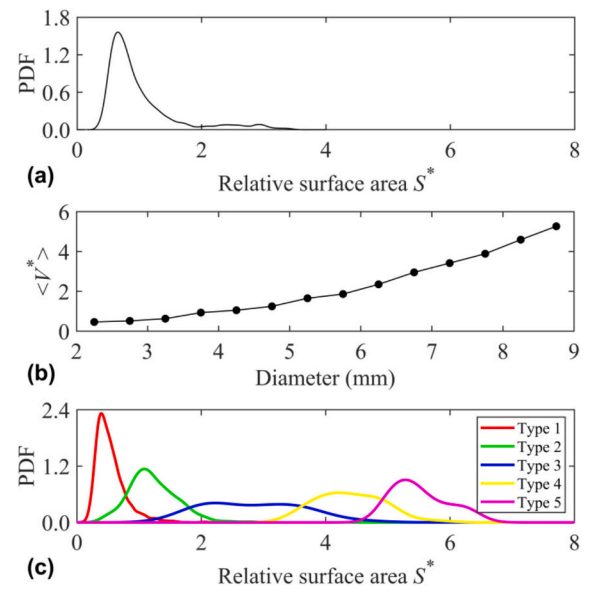 1.8
1.2
0.6
0.0
PDF
0 2 4 6 8
(a)
Relative surface area S*
6
4
2
0
<V*>
2 3 4 5 6 7 8 9
(b)
Diameter (mm)
2.4
1.2
0.0
PDF
Type 1
Type 2
Type 3
Type 4
Type 5
0 2 4 6 8
(c)
Relative surface area S*